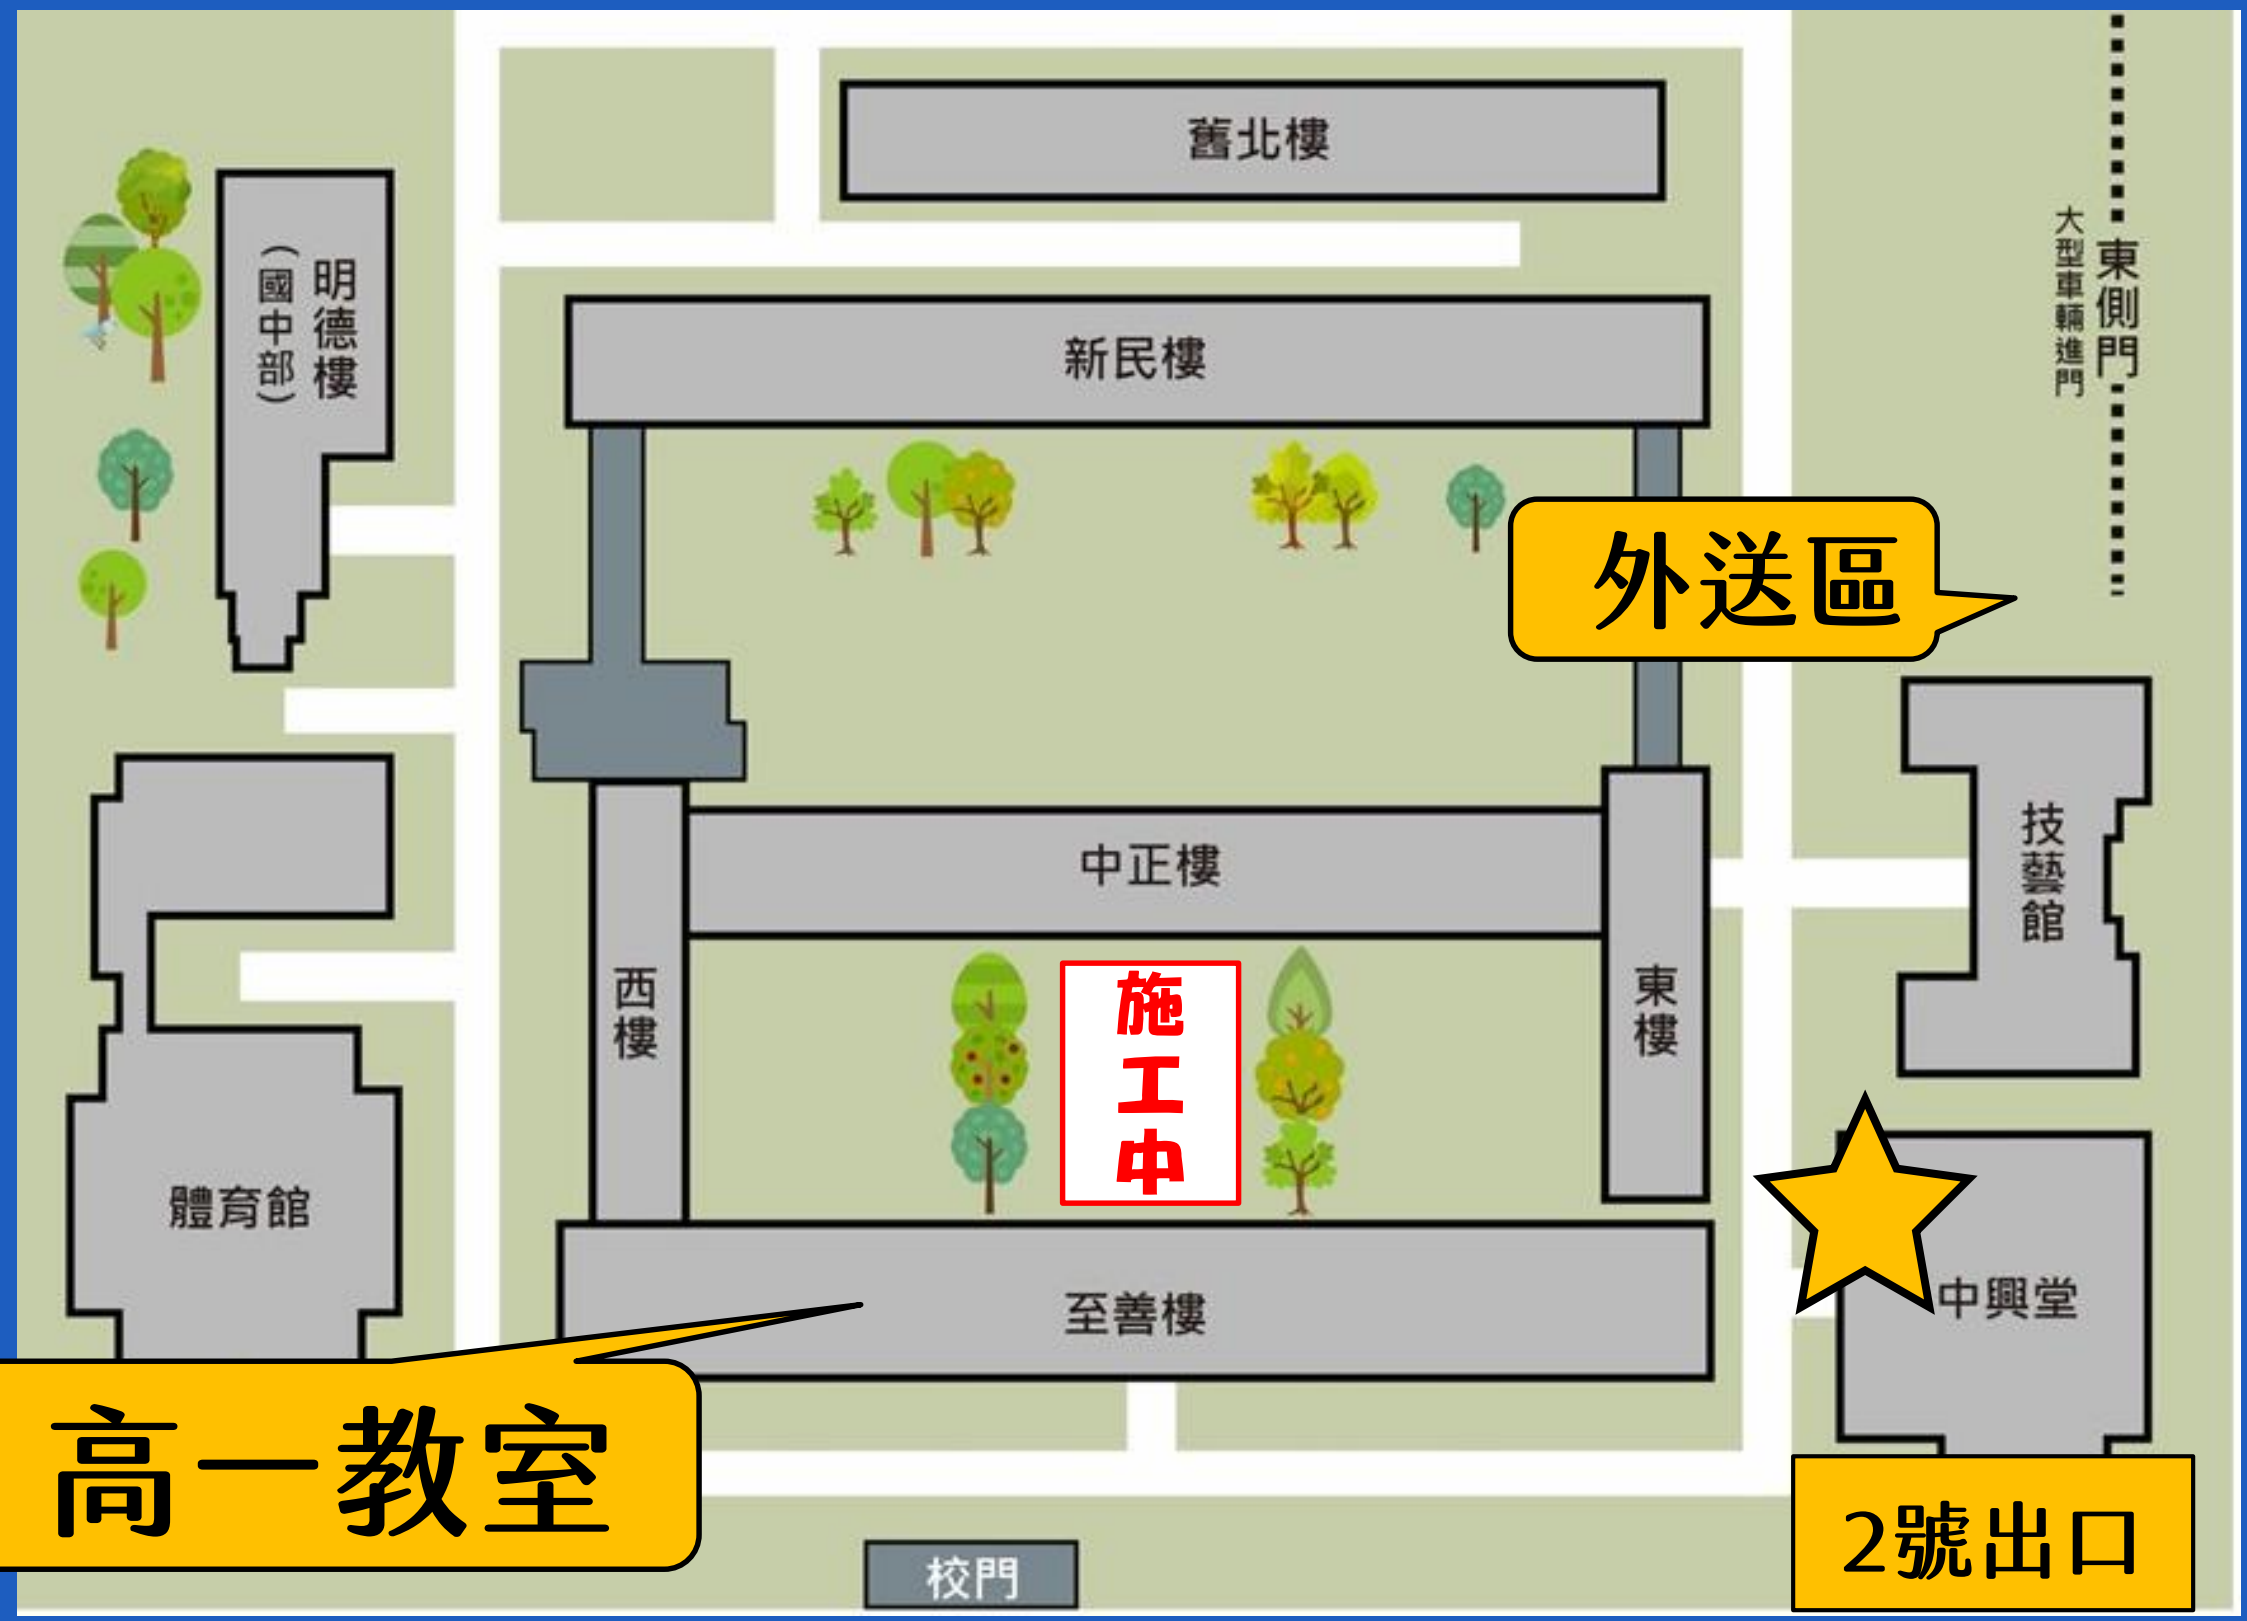 舊北樓
明德樓
（國中部）
東側門
大型車輛進門
新民樓
外送區
中正樓
技藝館
西樓
施工中
東樓
體育館
至善樓
中興堂
高一教室
2號出口
校門